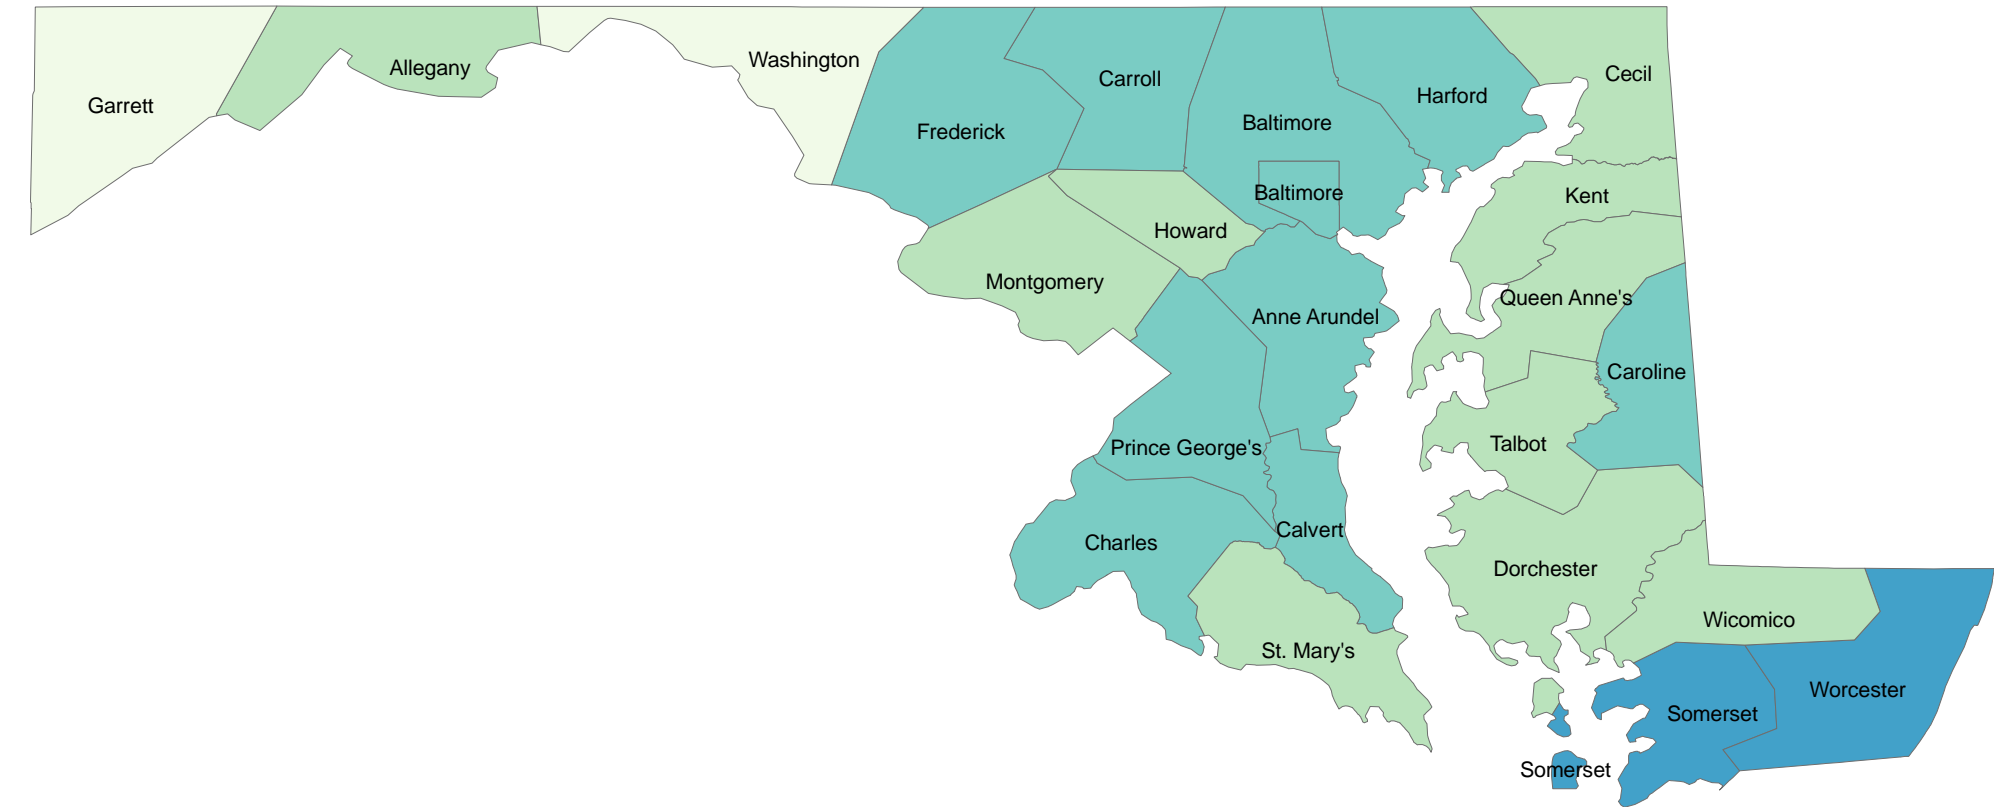 Washington
Allegany
Cecil
Carroll
Harford
Garrett
Baltimore
Frederick
Baltimore
Kent
Howard
Montgomery
Queen Anne's
Anne Arundel
Caroline
Talbot
Prince George's
Calvert
Charles
Dorchester
Wicomico
St. Mary's
Worcester
Somerset
Somerset